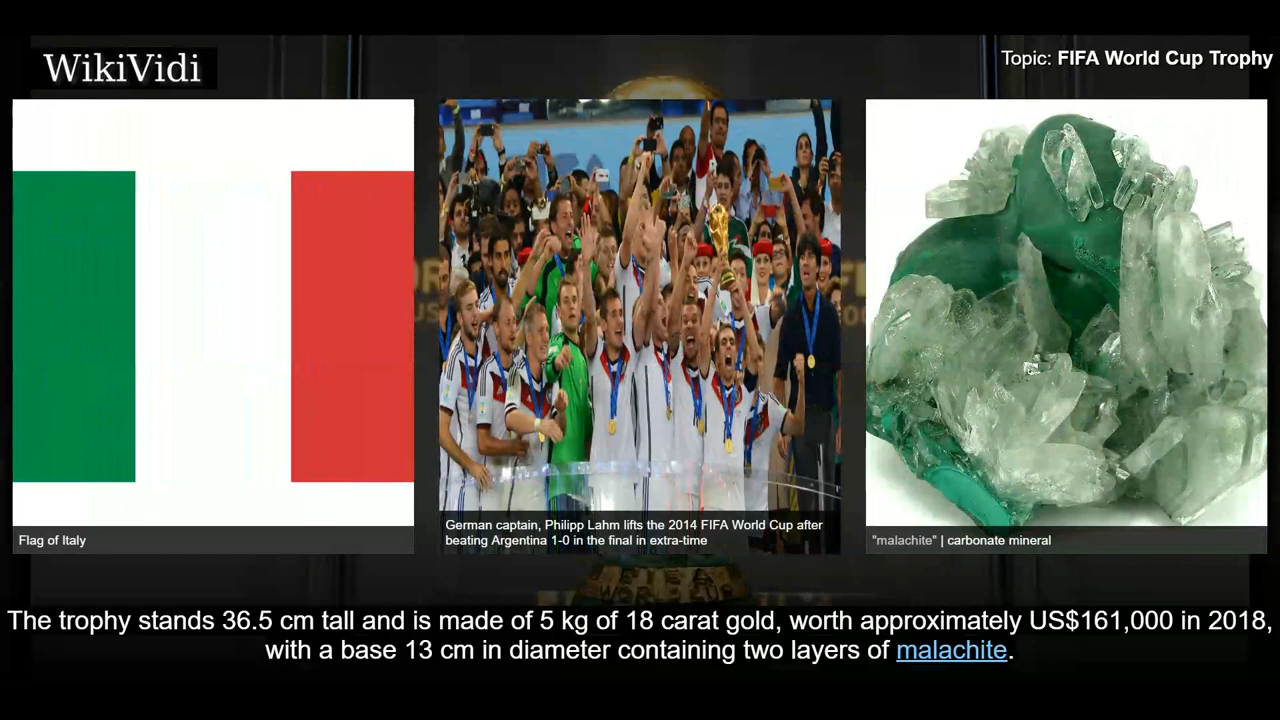 WikiVidi
Topic: FIFA World Cup Trophy
Flag of Italy
German captain, Philipp Lahm lifts the 2014 FIFA World Cup after
beating Argentina 1-0 in the final in extra-time
"malachite" | carbonate mineral
FIFA
WORLD CUP
The trophy stands 36.5 cm tall and is made of 5 kg of 18 carat gold, worth approximately US$161,000 in 2018,
with a base 13 cm in diameter containing two layers of malachite.